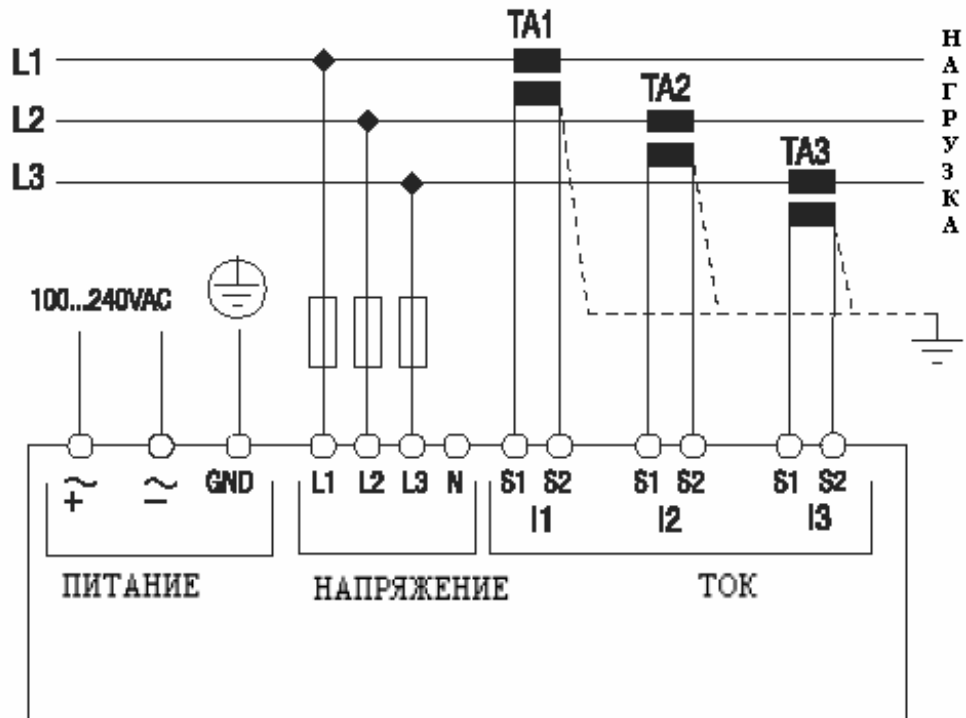 TA1
L1
TA2
L2
TA3
L3
НАГРУЗКА
100...240VAC
GND L1 L2 L3 N S1 S2 S1 S2 S1 S2
I1 I2 I3
ПИТАНИЕ НАПРЯЖЕНИЕ ТОК